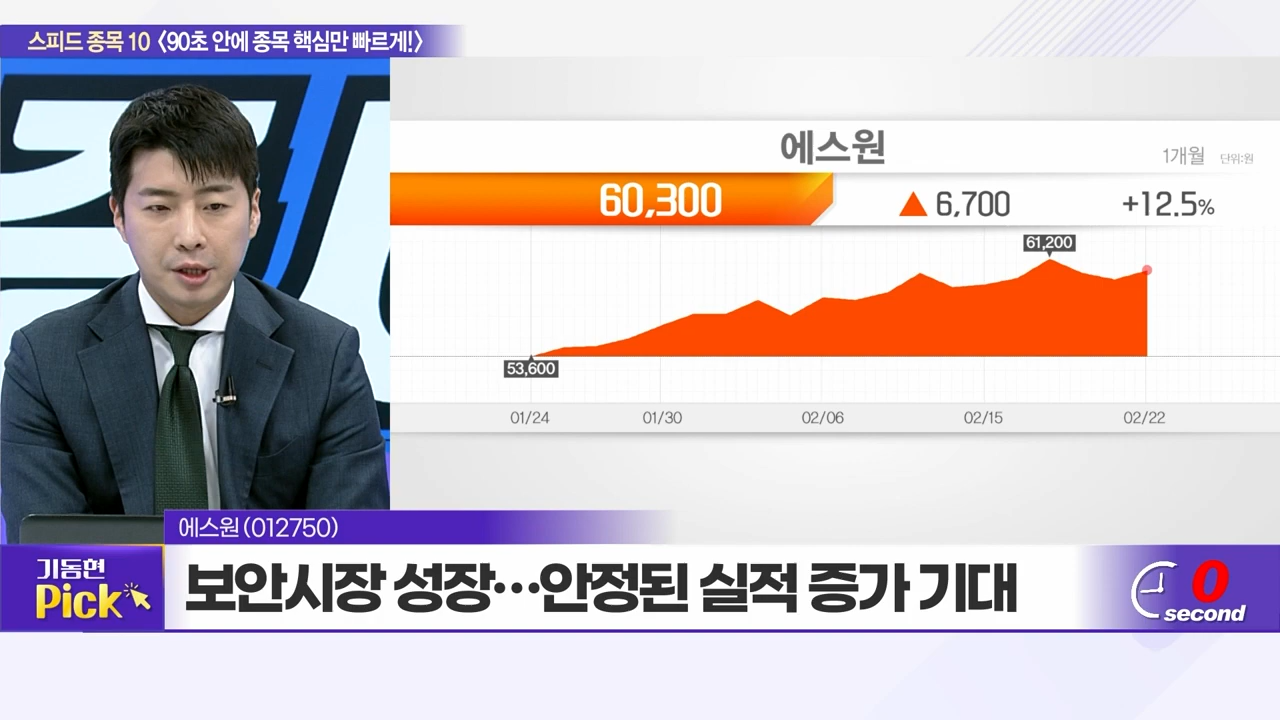 스피드 종목 10 〈90초 안에 종목 핵심만 빠르게!〉
에스원
1개월 단위:원
60,300 ▲ 6,700 +12.5%
61,200
53,600
01/24 01/30 02/06 02/15 02/22
에스원(012750)
기동현
Pick
보안시장 성장…안정된 실적 증가 기대
0
second